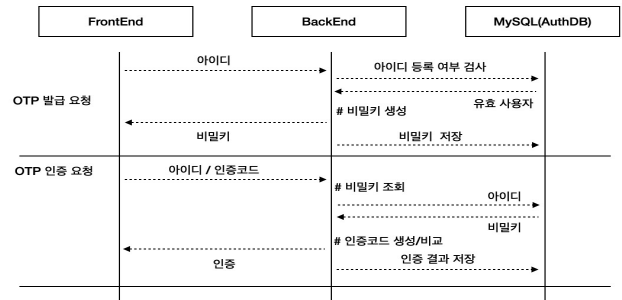 FrontEnd
BackEnd
MySQL(AuthDB)
아이디
아이디 등록 여부 검사
OTP 발급 요청
유효 사용자
# 비밀키 생성
비밀키
비밀키 저장
OTP 인증 요청
아이디 / 인증코드
# 비밀키 조회
아이디
비밀키
# 인증코드 생성/비교
인증
인증 결과 저장